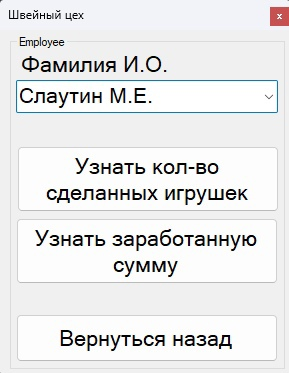 Швейный цех
x
Employee
Фамилия И.О.
Слаутин М.Е.
Узнать кол-во
сделанных игрушек
Узнать заработанную
сумму
Вернуться назад